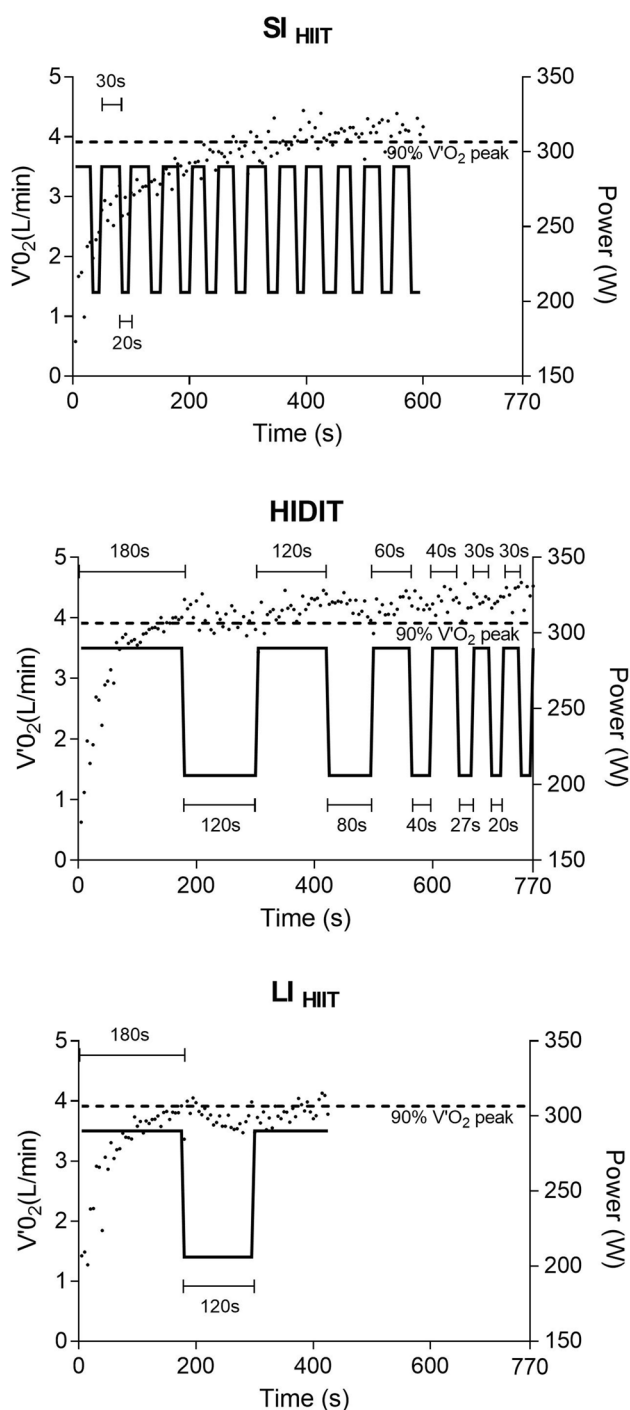 SI HIIT
30s
5 350
4 300
90% V'O2 peak
3 250
2 200
1
20s
0 150
0 200 400 600 770
Time (s)
V'02(L/min)
Power (W)
HIDIT
180s 120s 60s 40s 30s 30s
5 350
4 300
90% V'O2 peak
3 250
2 200
1
120s 80s 40s 27s 20s
0 150
0 200 400 600 770
Time (s)
V'02(L/min)
Power (W)
LI HIIT
180s
5 350
4 300
90% V'O2 peak
3 250
2 200
1
120s
0 150
0 200 400 600 770
Time (s)
V'02(L/min)
Power (W)